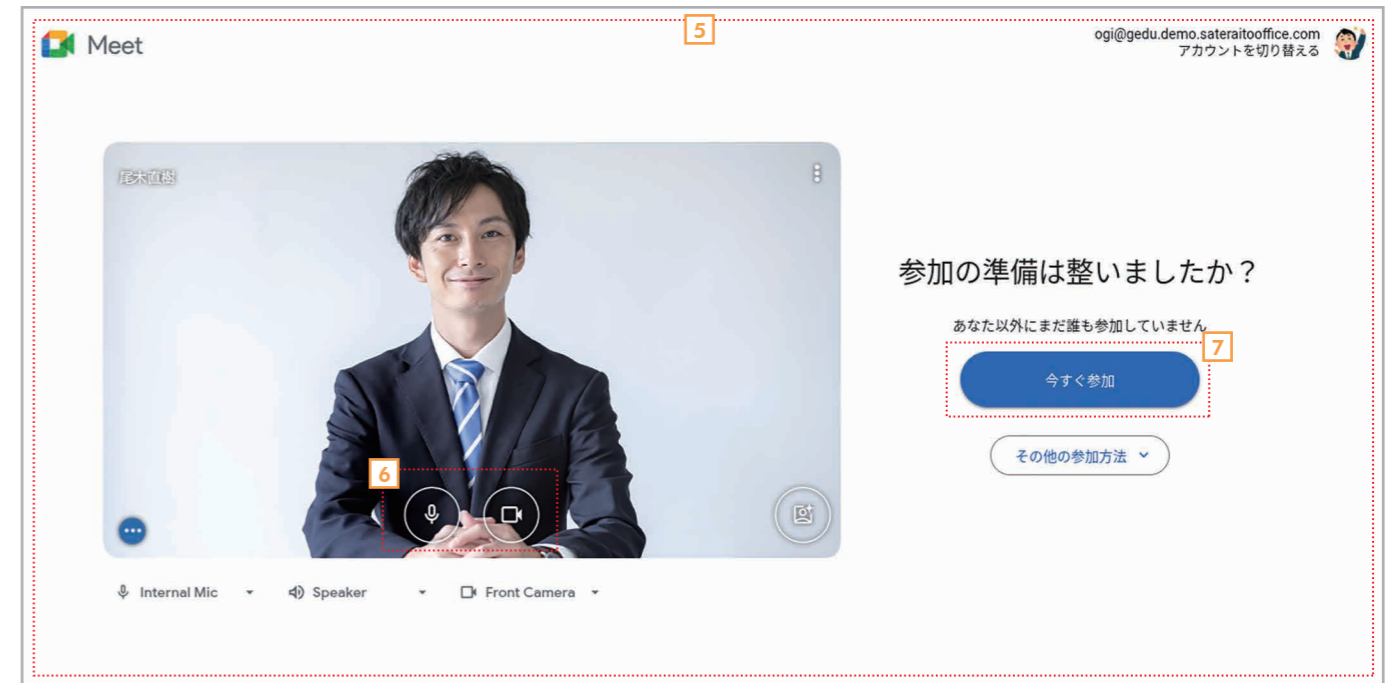 5
Meet
ogi@gedu.demo.sateraitooffice.com
アカウントを切り替える
尾木直樹
参加の準備は整いましたか？
あなた以外にまだ誰も参加していません
7
今すぐ参加
その他の参加方法
6
Internal Mic
Speaker
Front Camera